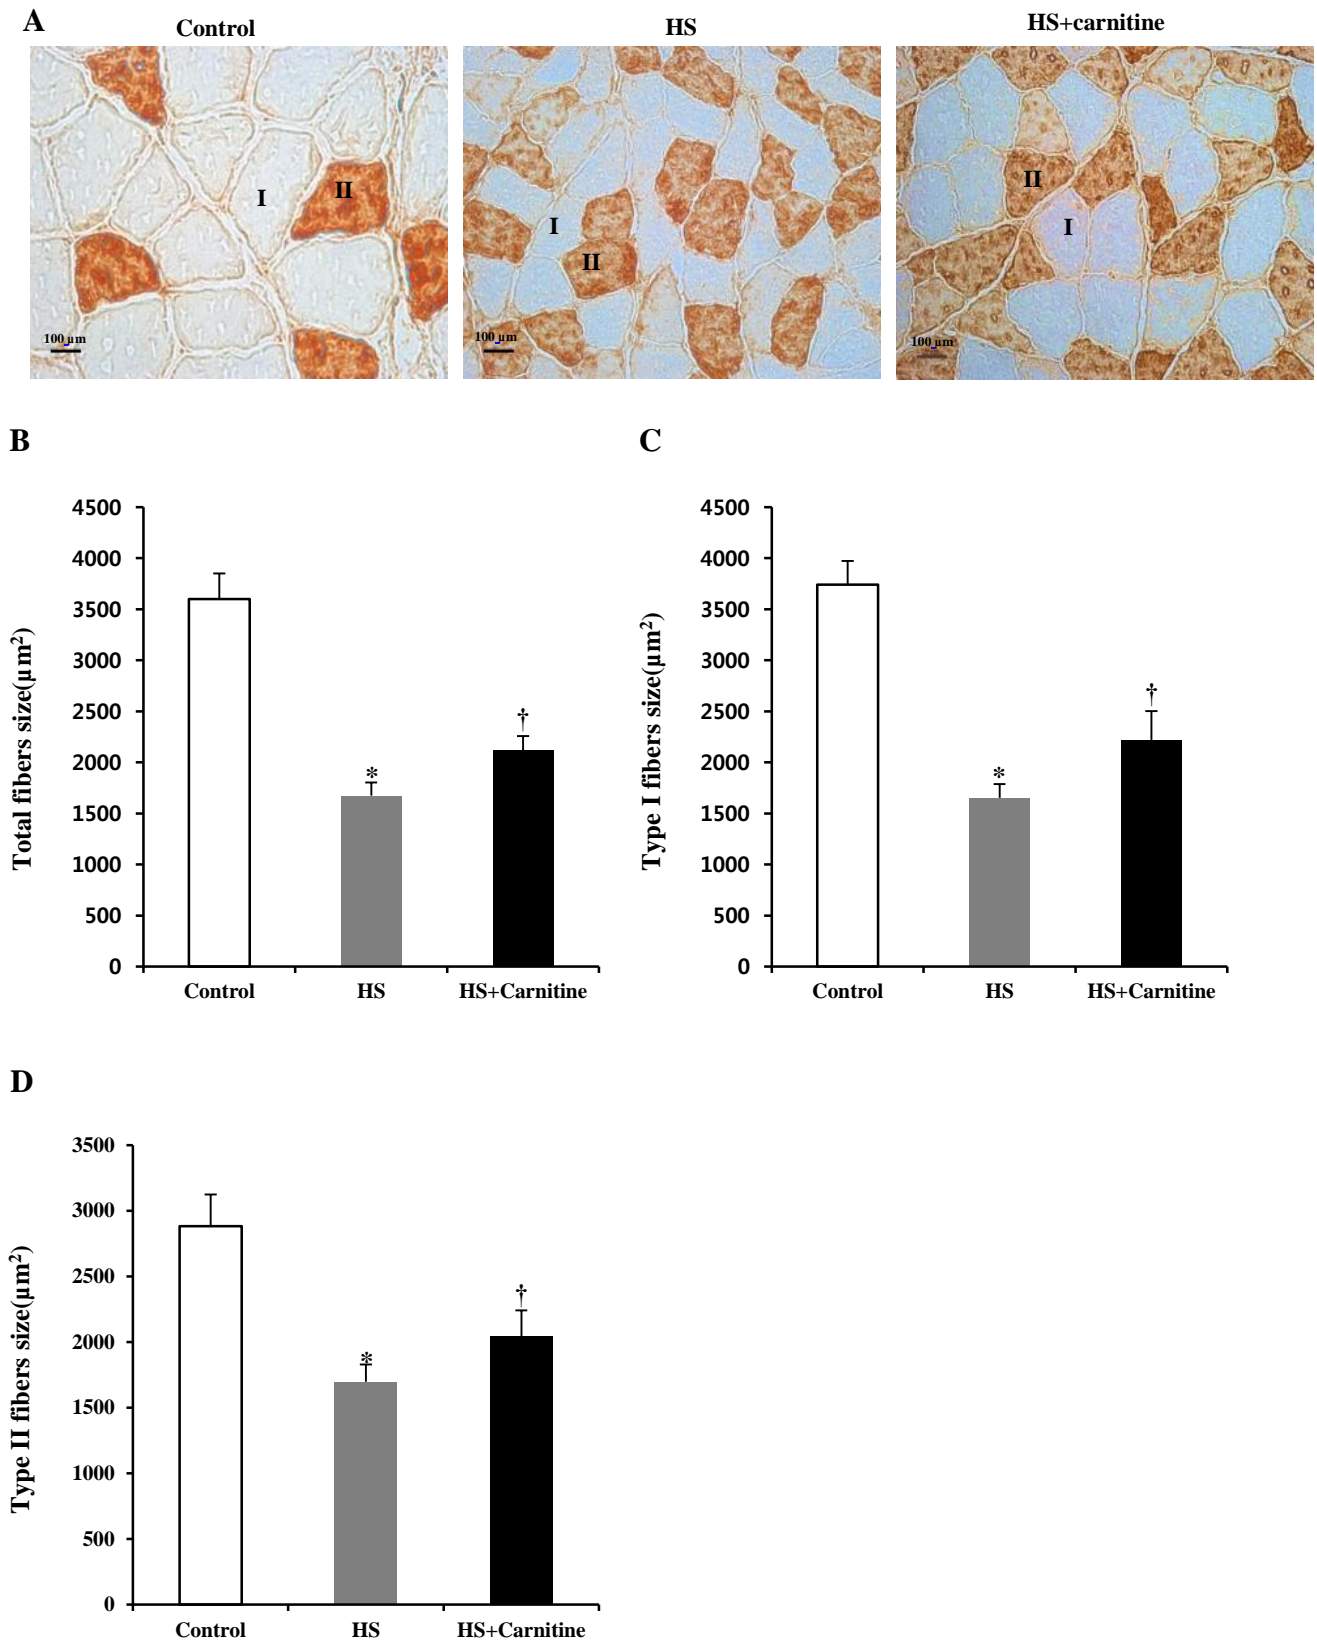 A
Control
HS
HS+carnitine
I
II
100 µm
I
II
100 µm
II
I
100 µm
B
Total fibers size(µm²)
4500
4000
3500
3000
2500
2000
1500
1000
500
0
*
†
Control
HS
HS+Carnitine
C
Type I fibers size(µm²)
4500
4000
3500
3000
2500
2000
1500
1000
500
0
*
†
Control
HS
HS+Carnitine
D
Type II fibers size(µm²)
3500
3000
2500
2000
1500
1000
500
0
*
†
Control
HS
HS+Carnitine